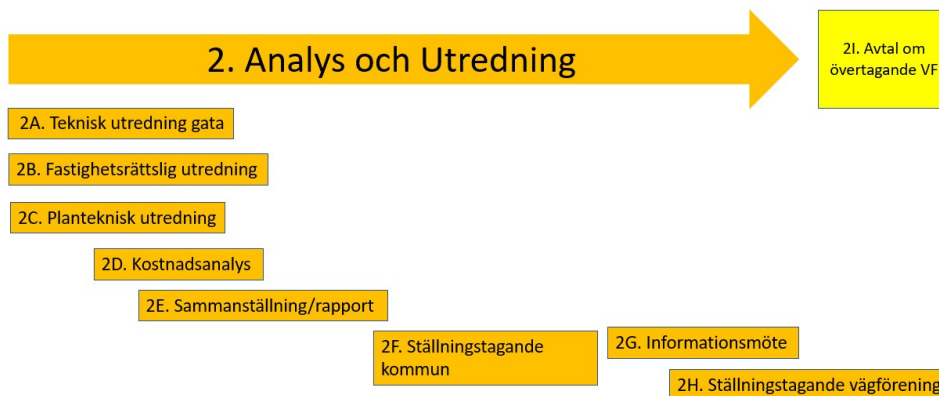 2. Analys och Utredning
2I. Avtal om
övertagande VF
2A. Teknisk utredning gata
2B. Fastighetsrättslig utredning
2C. Planteknisk utredning
2D. Kostnadsanalys
2E. Sammanställning/rapport
2F. Ställningstagande
kommun
2G. Informationsmöte
2H. Ställningstagande vägförening